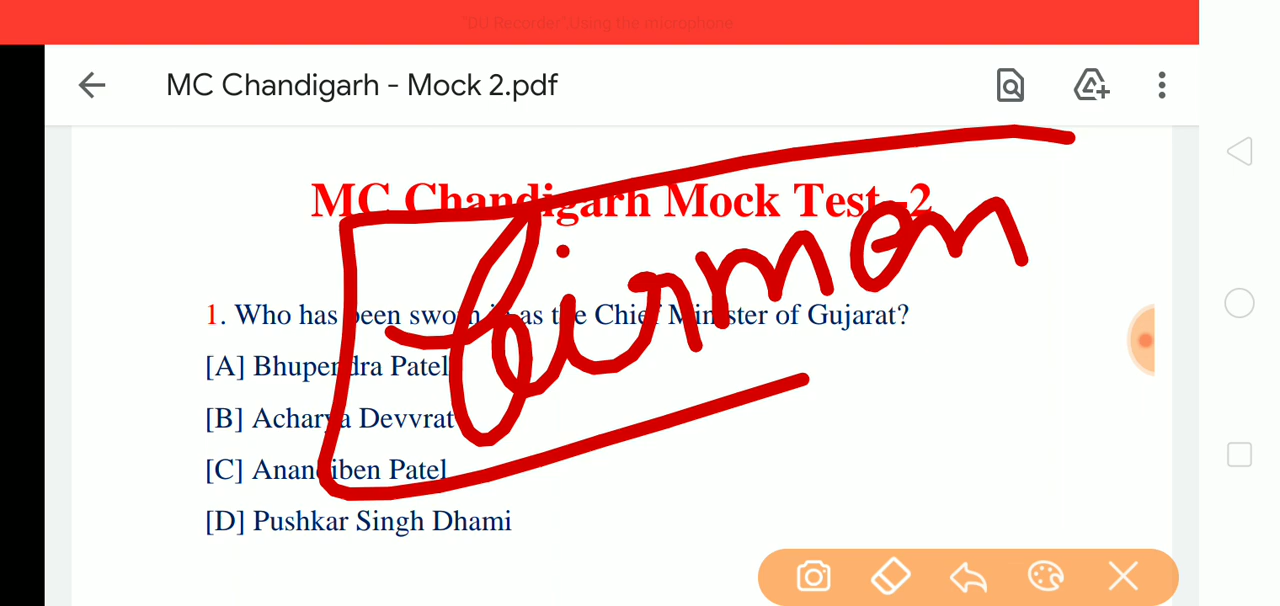 "DU Recorder".Using the microphone
MC Chandigarh - Mock 2.pdf
MC Chandigarh Mock Test -2
firmen
1. Who has been sworn in as the Chief Minister of Gujarat?
[A] Bhupendra Patel
[B] Acharya Devvrat
[C] Anandiben Patel
[D] Pushkar Singh Dhami